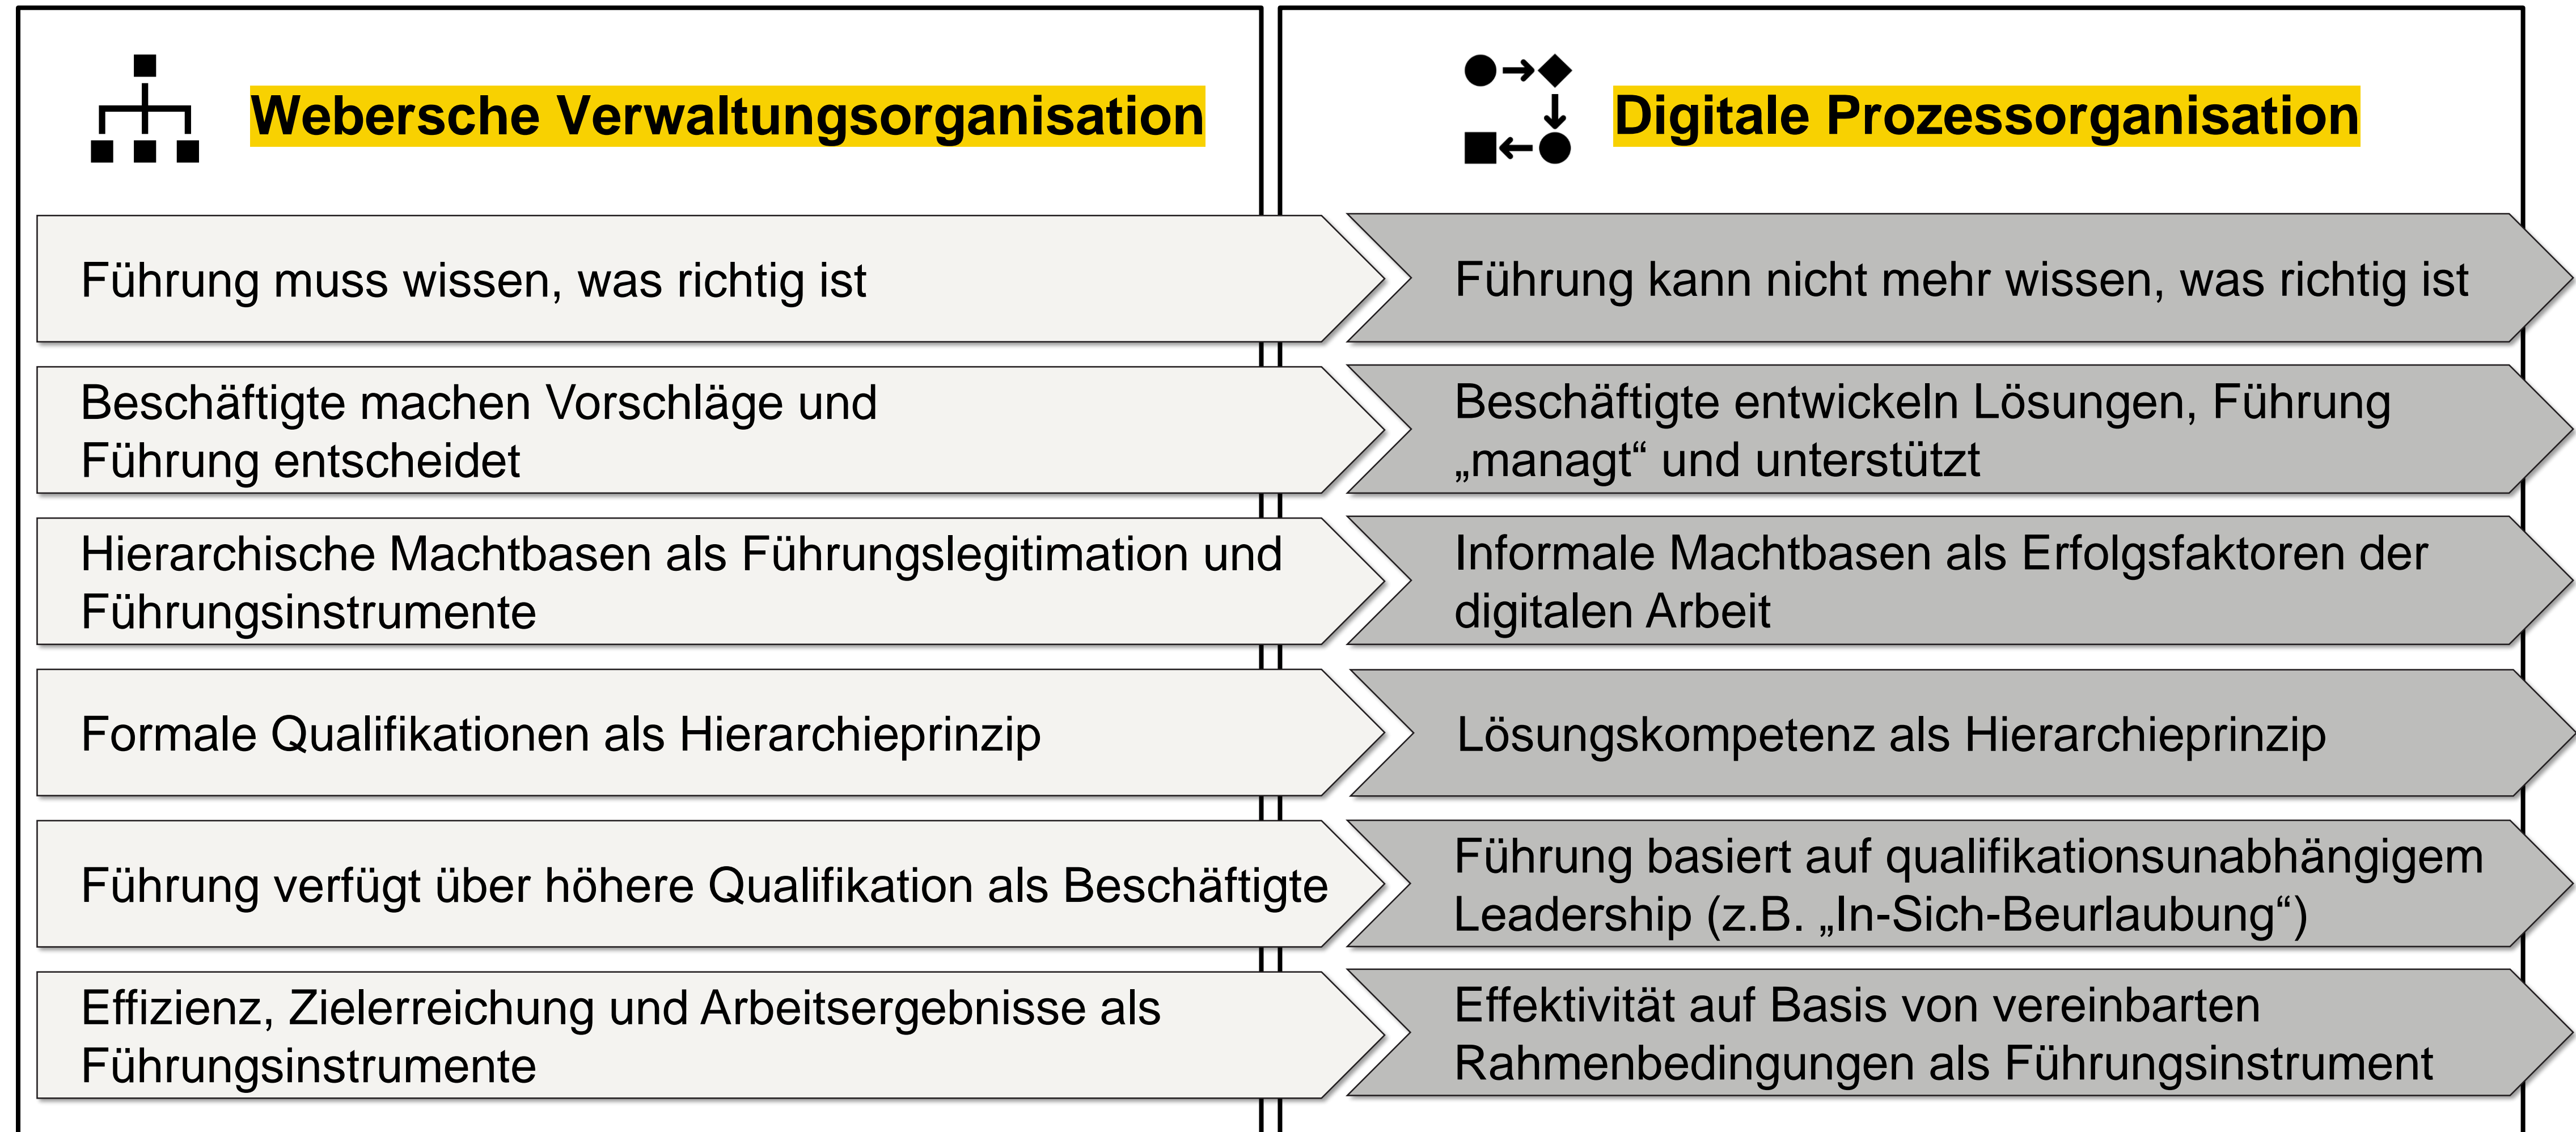 Webersche Verwaltungsorganisation
Digitale Prozessorganisation
Führung muss wissen, was richtig ist
Führung kann nicht mehr wissen, was richtig ist
Beschäftigte machen Vorschläge und
Führung entscheidet
Beschäftigte entwickeln Lösungen, Führung
„managt“ und unterstützt
Hierarchische Machtbasen als Führungslegitimation und
Führungsinstrumente
Informale Machtbasen als Erfolgsfaktoren der
digitalen Arbeit
Formale Qualifikationen als Hierarchieprinzip
Lösungskompetenz als Hierarchieprinzip
Führung verfügt über höhere Qualifikation als Beschäftigte
Führung basiert auf qualifikationsunabhängigem
Leadership (z.B. „In-Sich-Beurlaubung“)
Effizienz, Zielerreichung und Arbeitsergebnisse als
Führungsinstrumente
Effektivität auf Basis von vereinbarten
Rahmenbedingungen als Führungsinstrument